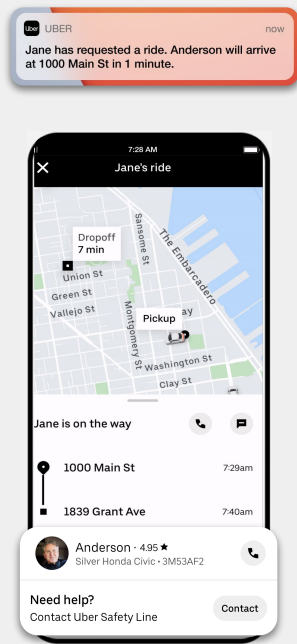 Uber UBER now
Jane has requested a ride. Anderson will arrive
at 1000 Main St in 1 minute.
7:28 AM
Jane's ride
Dropoff
7 min
Sansome St
The Embarcadero
Union St
Green St
Vallejo St
Montgomery St
Pickup
ay
Washington St
Clay St
Jane is on the way
1000 Main St 7:29am
1839 Grant Ave 7:40am
Anderson · 4.95 ★
Silver Honda Civic • 3M53AF2
Need help?
Contact Uber Safety Line
Contact